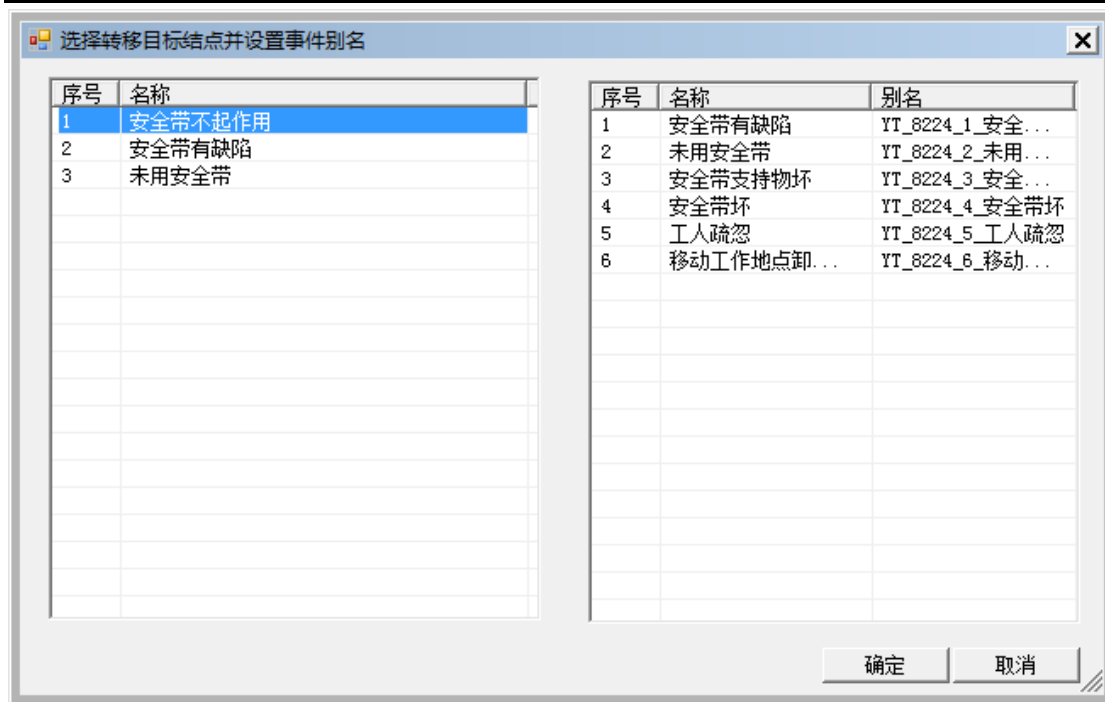 选择转移目标结点并设置事件别名
序号 名称
1 安全带不起作用
2 安全带有缺陷
3 未用安全带
序号 名称 别名
1 安全带有缺陷 YT_8224_1_安全...
2 未用安全带 YT_8224_2_未用...
3 安全带支持物坏 YT_8224_3_安全...
4 安全带坏 YT_8224_4_安全带坏
5 工人疏忽 YT_8224_5_工人疏忽
6 移动工作地点卸... YT_8224_6_移动...
确定 取消